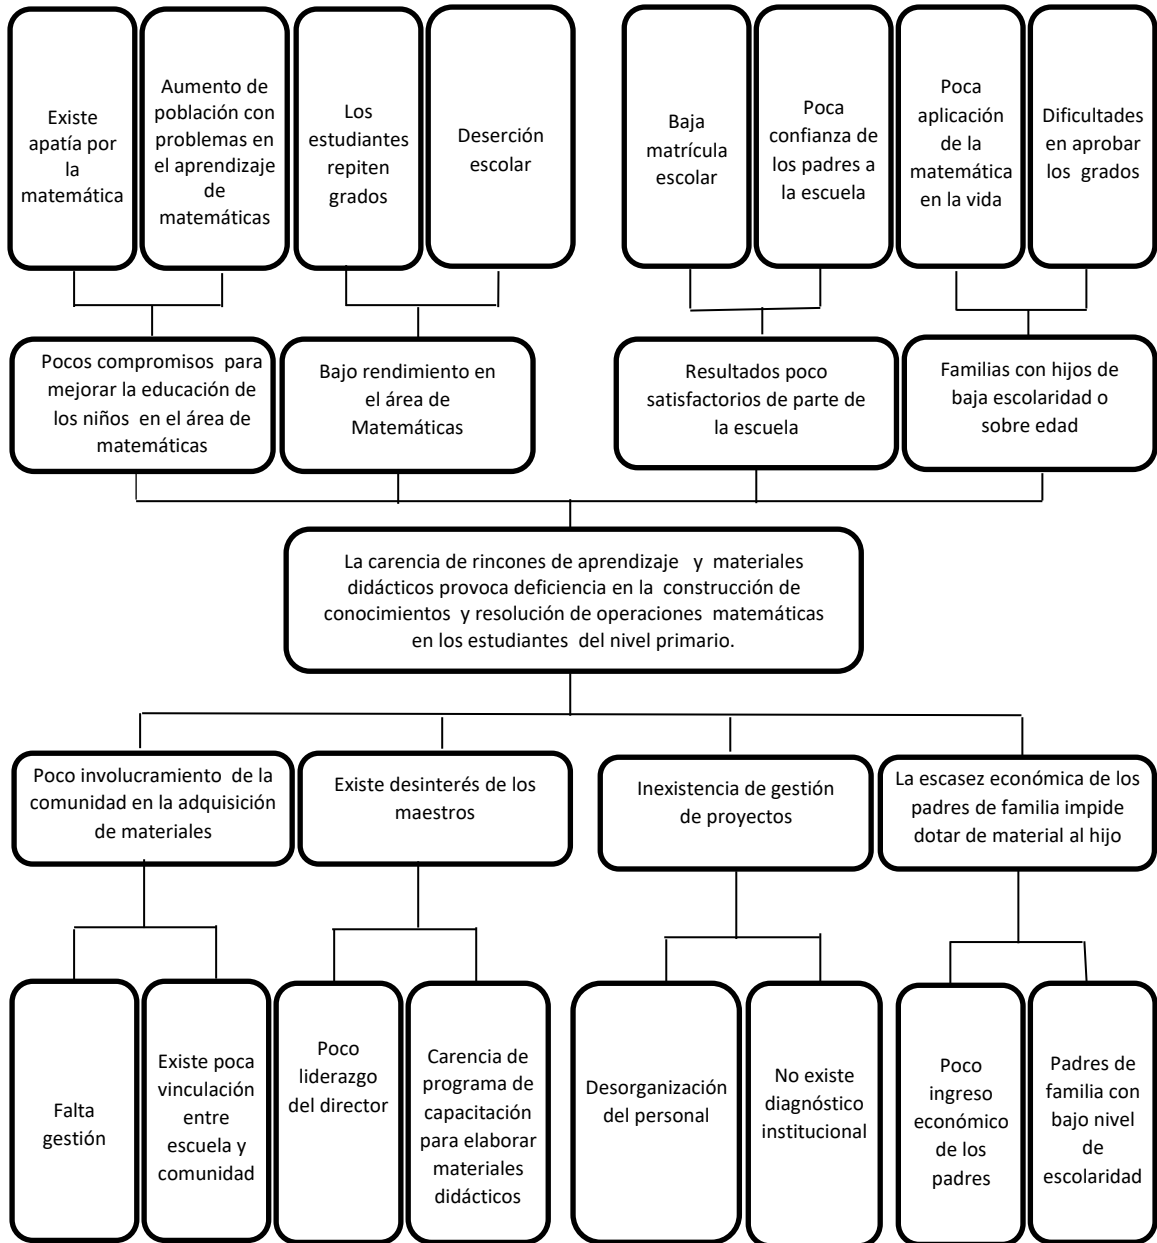 Existe
apatía por
la
matemática
Aumento de
población con
problemas en
el aprendizaje
de
matemáticas
Los
estudiantes
repiten
grados
Deserción
escolar
Baja
matrícula
escolar
Poca
confianza de
los padres a
la escuela
Poca
aplicación
de la
matemática
en la vida
Dificultades
en aprobar
los grados
Pocos compromisos para
mejorar la educación de
los niños en el área de
matemáticas
Bajo rendimiento en
el área de
Matemáticas
Resultados poco
satisfactorios de parte de
la escuela
Familias con hijos de
baja escolaridad o
sobre edad
La carencia de rincones de aprendizaje y materiales
didácticos provoca deficiencia en la construcción de
conocimientos y resolución de operaciones matemáticas
en los estudiantes del nivel primario.
Poco involucramiento de la
comunidad en la adquisición
de materiales
Existe desinterés de los
maestros
Inexistencia de gestión
de proyectos
La escasez económica de los
padres de familia impide
dotar de material al hijo
Falta
gestión
Existe poca
vinculación
entre
escuela y
comunidad
Poco
liderazgo
del director
Carencia de
programa de
capacitación
para elaborar
materiales
didácticos
Desorganización
del personal
No existe
diagnóstico
institucional
Poco
ingreso
económico
de los
padres
Padres de
familia con
bajo nivel
de
escolaridad